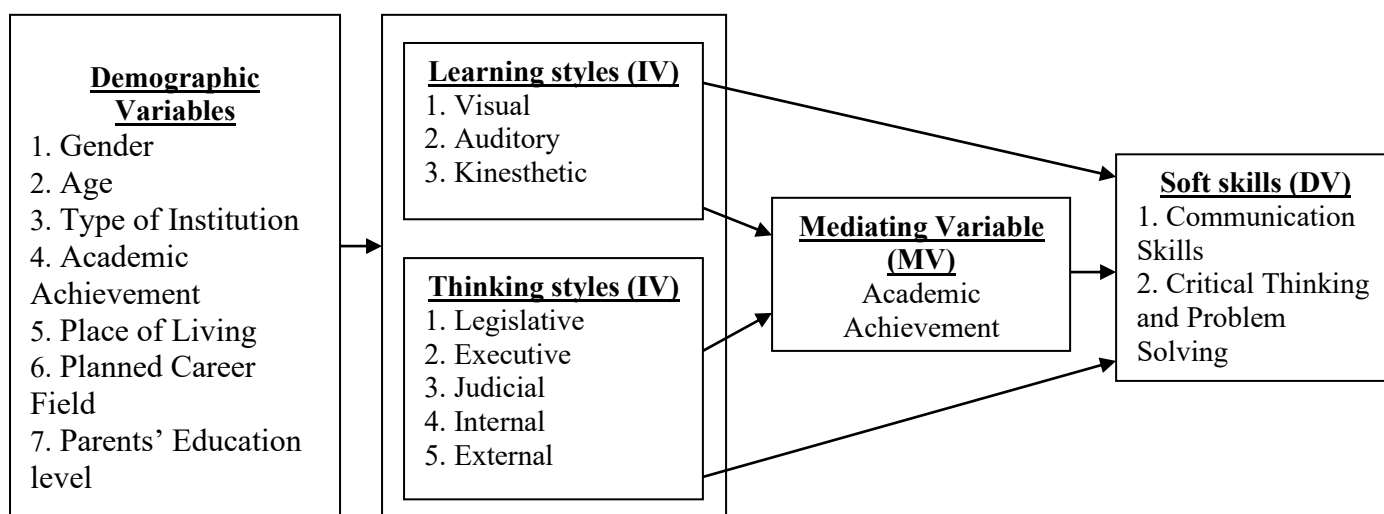 Demographic
Variables
1. Gender
2. Age
3. Type of Institution
4. Academic
Achievement
5. Place of Living
6. Planned Career
Field
7. Parents’ Education
level
Learning styles (IV)
1. Visual
2. Auditory
3. Kinesthetic
Thinking styles (IV)
1. Legislative
2. Executive
3. Judicial
4. Internal
5. External
Mediating Variable
(MV)
Academic
Achievement
Soft skills (DV)
1. Communication
Skills
2. Critical Thinking
and Problem
Solving